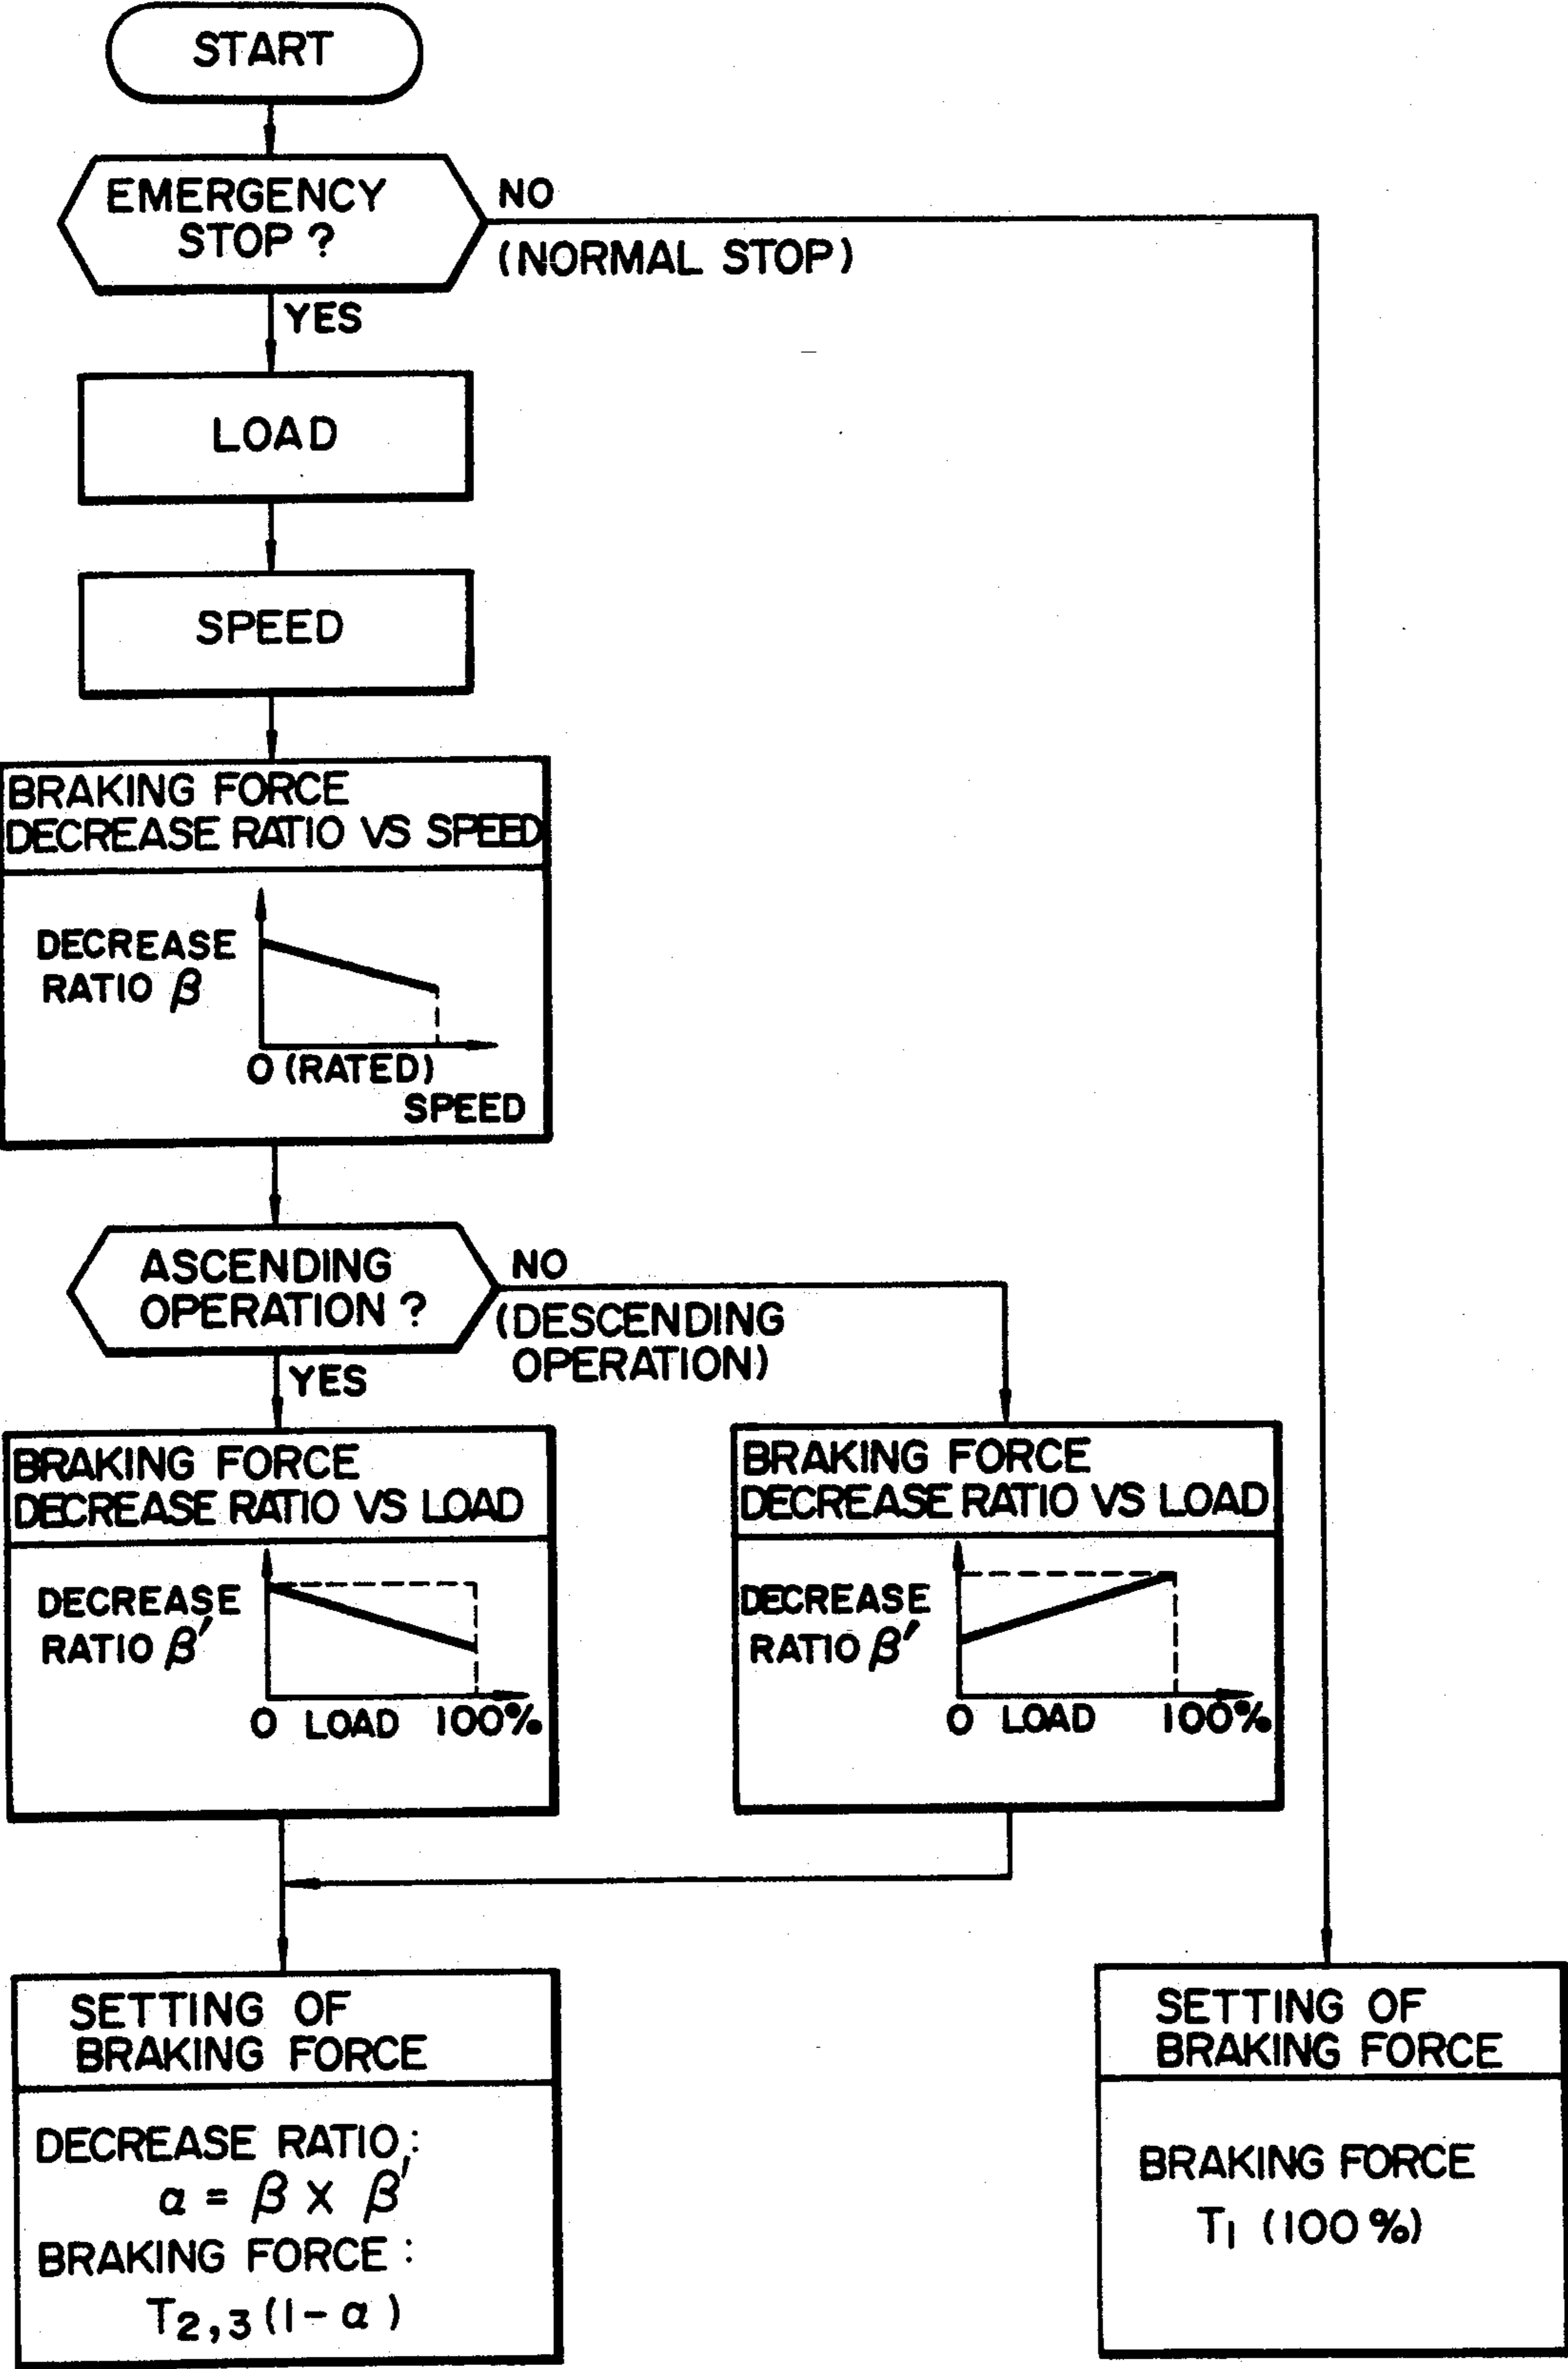 START
EMERGENCY
STOP ?
NO
(NORMAL STOP)
YES
LOAD
SPEED
BRAKING FORCE
DECREASE RATIO VS SPEED
DECREASE
RATIO β
0 (RATED)
SPEED
ASCENDING
OPERATION ?
NO
(DESCENDING
OPERATION)
YES
BRAKING FORCE
DECREASE RATIO VS LOAD
DECREASE
RATIO β′
0 LOAD 100%
BRAKING FORCE
DECREASE RATIO VS LOAD
DECREASE
RATIO β′
0 LOAD 100%
SETTING OF
BRAKING FORCE
DECREASE RATIO :
α = β × β′
BRAKING FORCE :
T2,3 (1 - α )
SETTING OF
BRAKING FORCE
BRAKING FORCE
T1 (100 %)